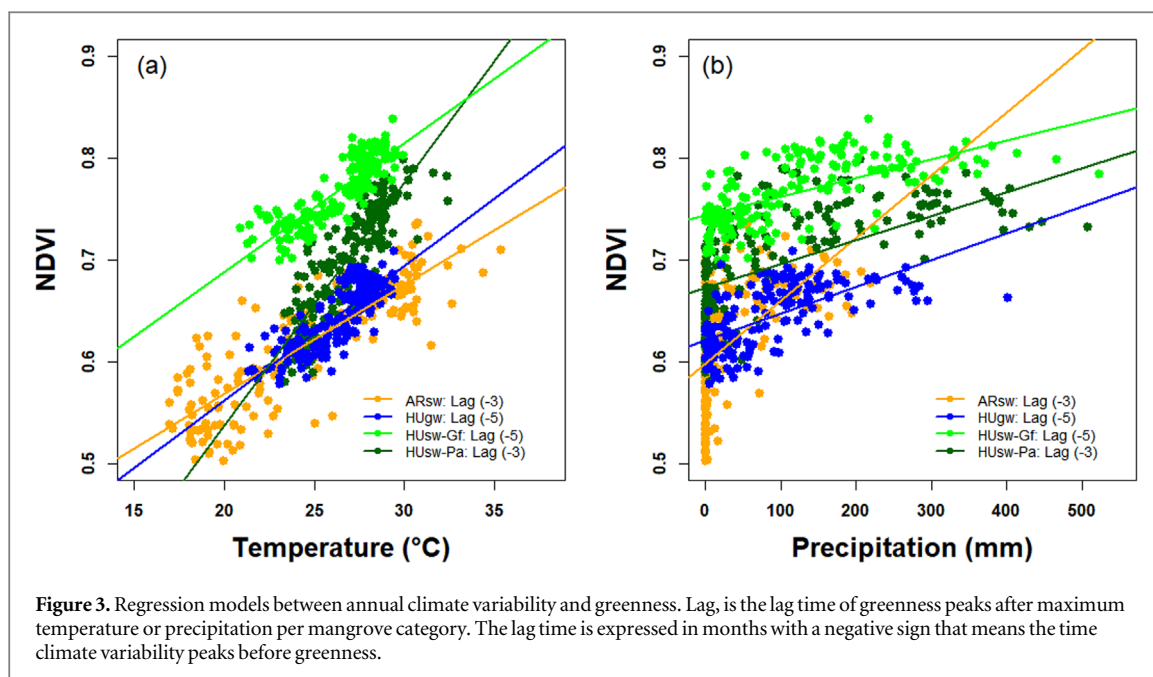 (a)
NDVI
0.9
0.8
0.7
0.6
0.5
15 20 25 30 35
Temperature (°C)
ARsw: Lag (-3)
HUgw: Lag (-5)
HUsw-Gf: Lag (-5)
HUsw-Pa: Lag (-3)
(b)
NDVI
0.9
0.8
0.7
0.6
0.5
0 100 200 300 400 500
Precipitation (mm)
ARsw: Lag (-3)
HUgw: Lag (-5)
HUsw-Gf: Lag (-5)
HUsw-Pa: Lag (-3)
Figure 3. Regression models between annual climate variability and greenness. Lag, is the lag time of greenness peaks after maximum
temperature or precipitation per mangrove category. The lag time is expressed in months with a negative sign that means the time
climate variability peaks before greenness.